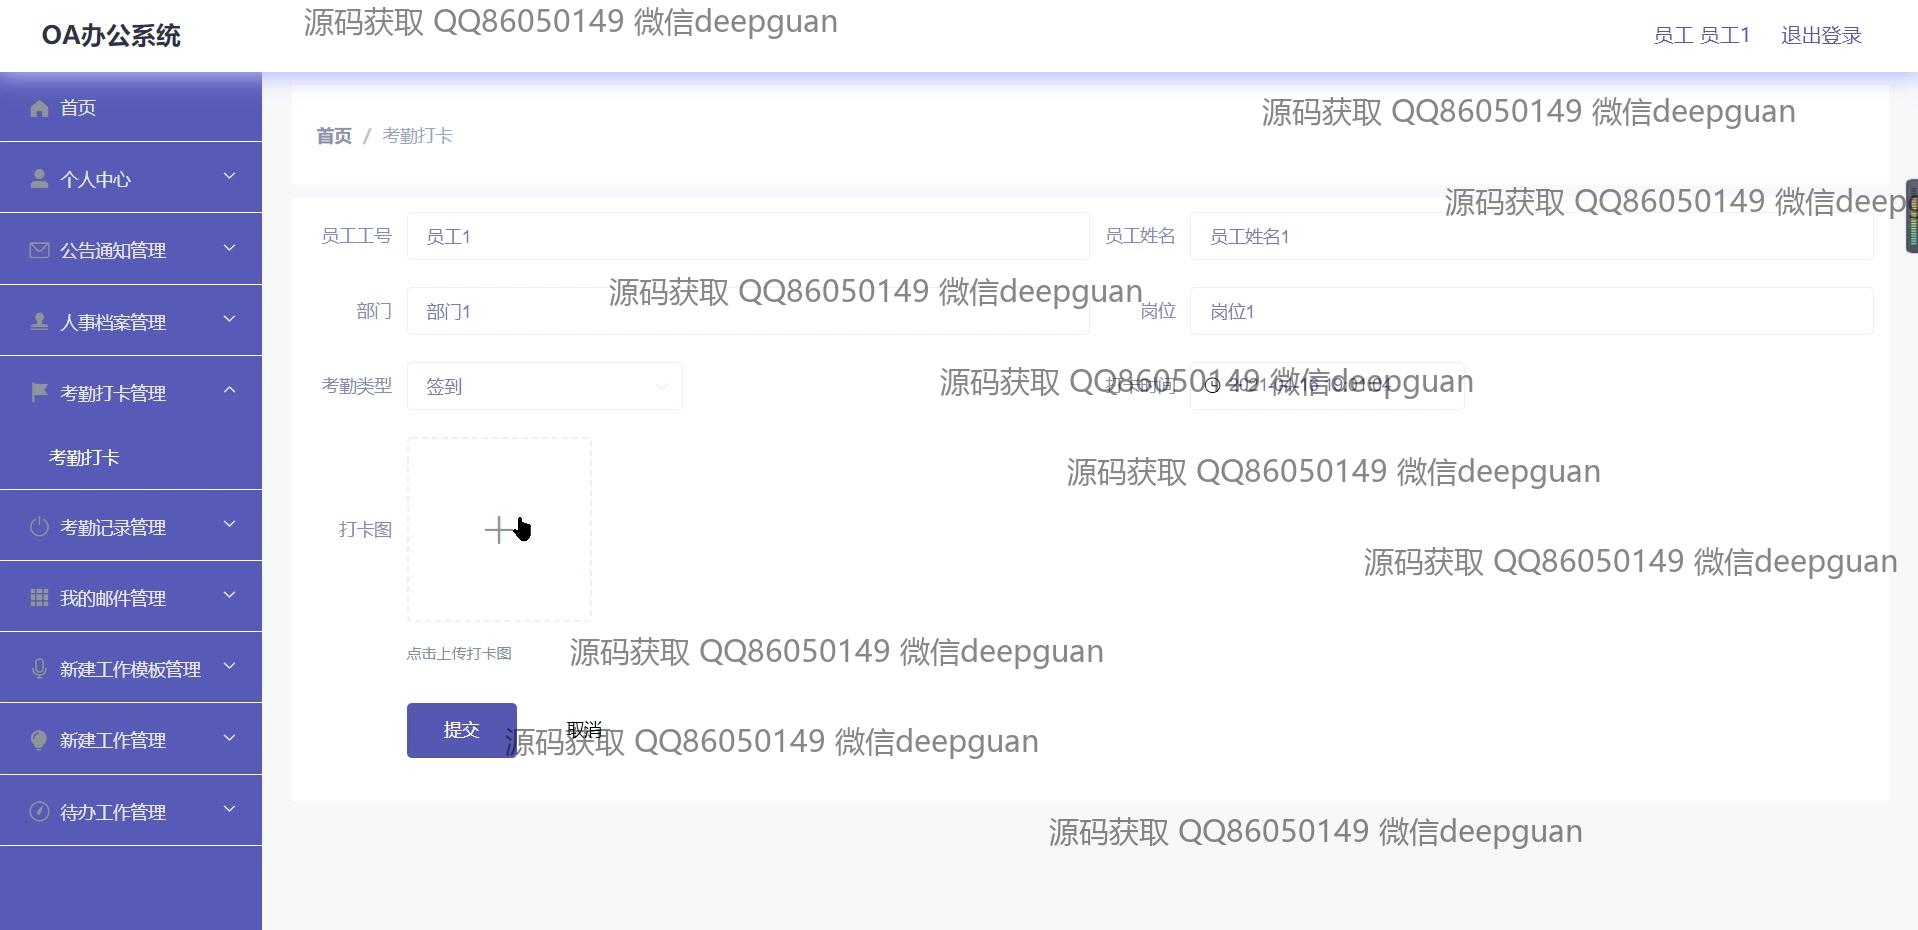 OA办公系统
源码获取 QQ86050149 微信deepguan
员工 员工1
退出登录
首页
个人中心
公告通知管理
人事档案管理
考勤打卡管理
考勤打卡
考勤记录管理
我的邮件管理
新建工作模板管理
新建工作管理
待办工作管理
源码获取 QQ86050149 微信deepguan
首页 / 考勤打卡
源码获取 QQ86050149 微信deep
员工工号 员工1
员工姓名 员工姓名1
源码获取 QQ86050149 微信deepguan
部门 部门1
岗位 岗位1
考勤类型 签到
源码获取 QQ86050149 微信deepguan
打卡时间 2021-04-16 19:01:04
源码获取 QQ86050149 微信deepguan
打卡图
源码获取 QQ86050149 微信deepguan
点击上传打卡图
源码获取 QQ86050149 微信deepguan
提交
取消
源码获取 QQ86050149 微信deepguan
源码获取 QQ86050149 微信deepguan